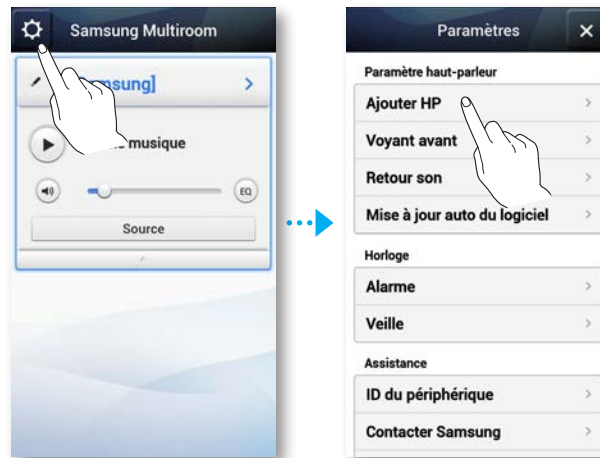 Samsung Multiroom
msung]
musique
EQ
Source
Paramètres
Paramètre haut-parleur
Ajouter HP
Voyant avant
Retour son
Mise à jour auto du logiciel
Horloge
Alarme
Veille
Assistance
ID du périphérique
Contacter Samsung